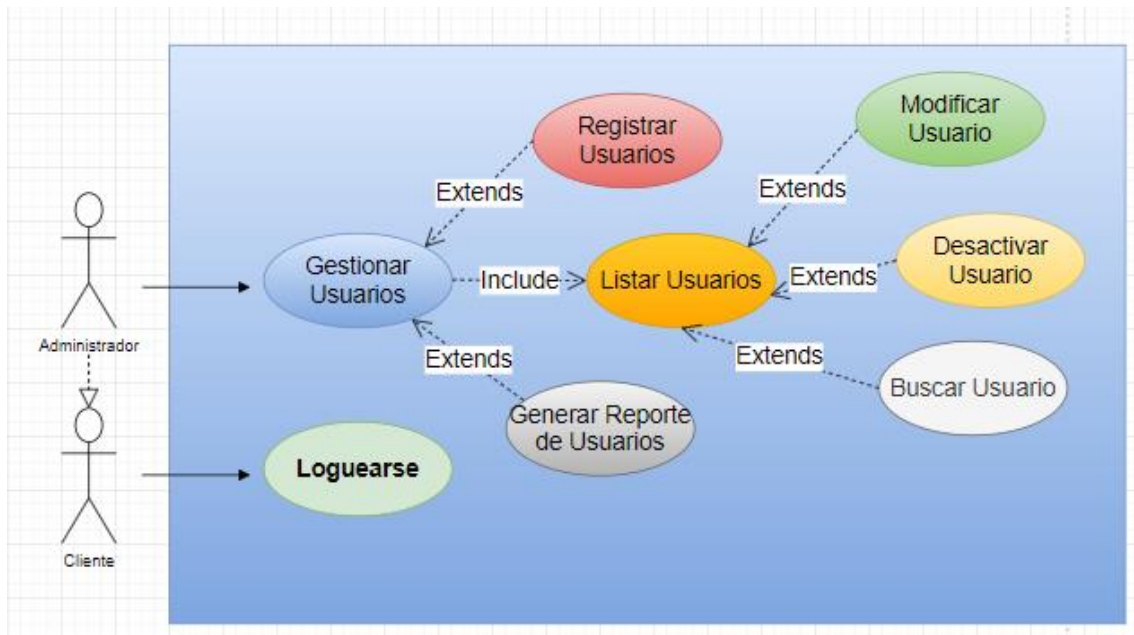 Registrar
Usuarios
Modificar
Usuario
Extends
Extends
Gestionar
Usuarios
Include
Listar Usuarios
Extends
Desactivar
Usuario
Administrador
Extends
Extends
Buscar Usuario
Generar Reporte
de Usuarios
Loguearse
Cliente